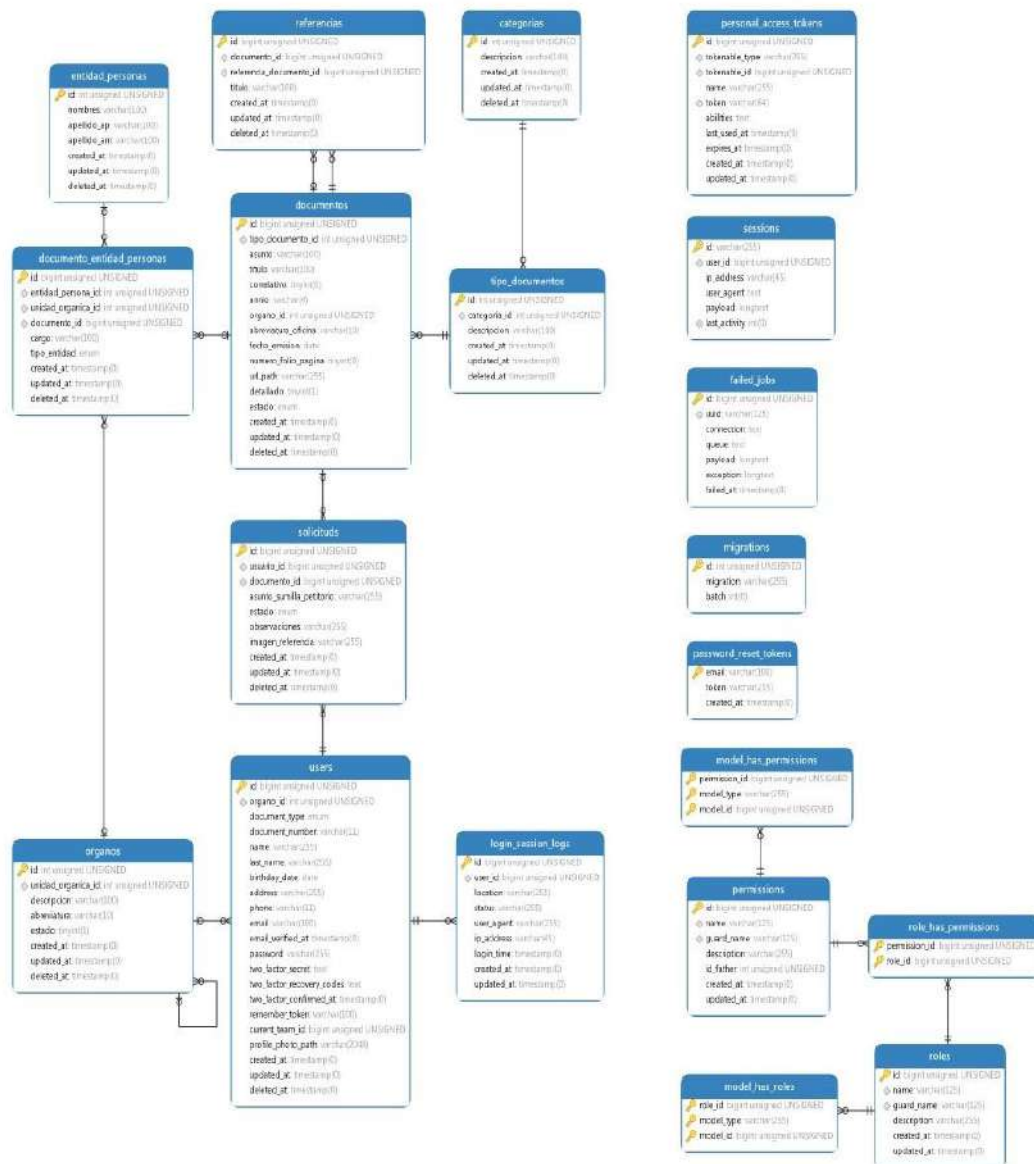 referencias
id: bigint unsigned UNSIGNED
documento_id: bigint unsigned UNSIGNED
referencia_documento_id: bigint unsigned UNSIGNED
titulo: varchar(100)
created_at: timestamp(0)
updated_at: timestamp(0)
deleted_at: timestamp(0)
categorias
id: int unsigned UNSIGNED
descripcion: varchar(100)
created_at: timestamp(0)
updated_at: timestamp(0)
deleted_at: timestamp(0)
personal_access_tokens
id: bigint unsigned UNSIGNED
tokenable_type: varchar(255)
tokenable_id: bigint unsigned UNSIGNED
name: varchar(255)
token: varchar(64)
abilities: text
last_used_at: timestamp(0)
expires_at: timestamp(0)
created_at: timestamp(0)
updated_at: timestamp(0)
entidad_personas
id: int unsigned UNSIGNED
nombres: varchar(100)
apellido_ap: varchar(100)
apellido_am: varchar(100)
created_at: timestamp(0)
updated_at: timestamp(0)
deleted_at: timestamp(0)
documentos
id: bigint unsigned UNSIGNED
tipo_documento_id: int unsigned UNSIGNED
asunto: varchar(100)
titulo: varchar(100)
correlativo:
annio:
organo_id: int unsigned UNSIGNED
abreviatura_oficina: varchar(10)
fecha_emision: date
numero_folio_pagina: tinyint(0)
url_path: varchar(255)
detallado: tinyint(1)
estado: enum
created_at: timestamp(0)
updated_at: timestamp(0)
deleted_at: timestamp(0)
sessions
id: varchar(255)
user_id: bigint unsigned UNSIGNED
ip_address: varchar(45)
user_agent: text
payload: longtext
last_activity: int(0)
documento_entidad_personas
id: bigint unsigned UNSIGNED
entidad_persona_id: int unsigned UNSIGNED
unidad_organica_id: int unsigned UNSIGNED
documento_id: bigint unsigned UNSIGNED
cargo: varchar(100)
tipo_entidad: enum
created_at: timestamp(0)
updated_at: timestamp(0)
deleted_at: timestamp(0)
tipo_documentos
id: int unsigned UNSIGNED
categoria_id: int unsigned UNSIGNED
descripcion: varchar(100)
created_at: timestamp(0)
updated_at: timestamp(0)
deleted_at: timestamp(0)
failed_jobs
id: bigint unsigned UNSIGNED
uuid: varchar(125)
connection: text
queue: text
payload: longtext
exception: longtext
failed_at: timestamp(0)
solicituds
id: bigint unsigned UNSIGNED
usuario_id: bigint unsigned UNSIGNED
documento_id: bigint unsigned UNSIGNED
asunto_sumilla_petitorio: varchar(255)
estado: enum
observaciones: varchar(255)
imagen_referencia: varchar(255)
created_at: timestamp(0)
updated_at: timestamp(0)
deleted_at: timestamp(0)
migrations
id: int unsigned UNSIGNED
migration: varchar(255)
batch: int(0)
password_reset_tokens
email: varchar(100)
token: varchar(255)
created_at: timestamp(0)
users
id: bigint unsigned UNSIGNED
organo_id: int unsigned UNSIGNED
document_type: enum
document_number: varchar(12)
name: varchar(255)
last_name: varchar(255)
birthday_date: date
address: varchar(255)
phone: varchar(12)
email: varchar(100)
email_verified_at: timestamp(0)
password: varchar(255)
two_factor_secret: text
two_factor_recovery_codes: text
two_factor_confirmed_at: timestamp(0)
remember_token: varchar(100)
current_team_id: bigint unsigned UNSIGNED
profile_photo_path: varchar(2048)
created_at: timestamp(0)
updated_at: timestamp(0)
deleted_at: timestamp(0)
model_has_permissions
permission_id: bigint unsigned UNSIGNED
model_type: varchar(255)
model_id: bigint unsigned UNSIGNED
organos
id: int unsigned UNSIGNED
unidad_organica_id: int unsigned UNSIGNED
descripcion: varchar(100)
abreviatura: varchar(10)
estado: tinyint(1)
created_at: timestamp(0)
updated_at: timestamp(0)
deleted_at: timestamp(0)
login_session_logs
id: bigint unsigned UNSIGNED
user_id: bigint unsigned UNSIGNED
location: varchar(255)
status: varchar(255)
user_agent: varchar(255)
ip_address: varchar(45)
login_time: timestamp(0)
created_at: timestamp(0)
updated_at: timestamp(0)
permissions
id: bigint unsigned UNSIGNED
name: varchar(125)
guard_name: varchar(125)
description: varchar(255)
id_father: int unsigned UNSIGNED
created_at: timestamp(0)
updated_at: timestamp(0)
role_has_permissions
permission_id: bigint unsigned UNSIGNED
role_id: bigint unsigned UNSIGNED
roles
id: bigint unsigned UNSIGNED
name: varchar(125)
guard_name: varchar(125)
description: varchar(255)
created_at: timestamp(0)
updated_at: timestamp(0)
model_has_roles
role_id: bigint unsigned UNSIGNED
model_type: varchar(255)
model_id: bigint unsigned UNSIGNED